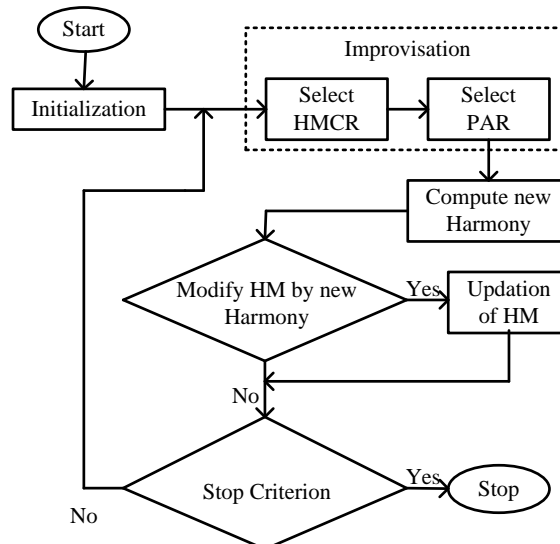 Start
Improvisation
Initialization
Select
HMCR
Select
PAR
Compute new
Harmony
Modify HM by new
Harmony
Yes
Updation
of HM
No
Stop Criterion
Yes
Stop
No